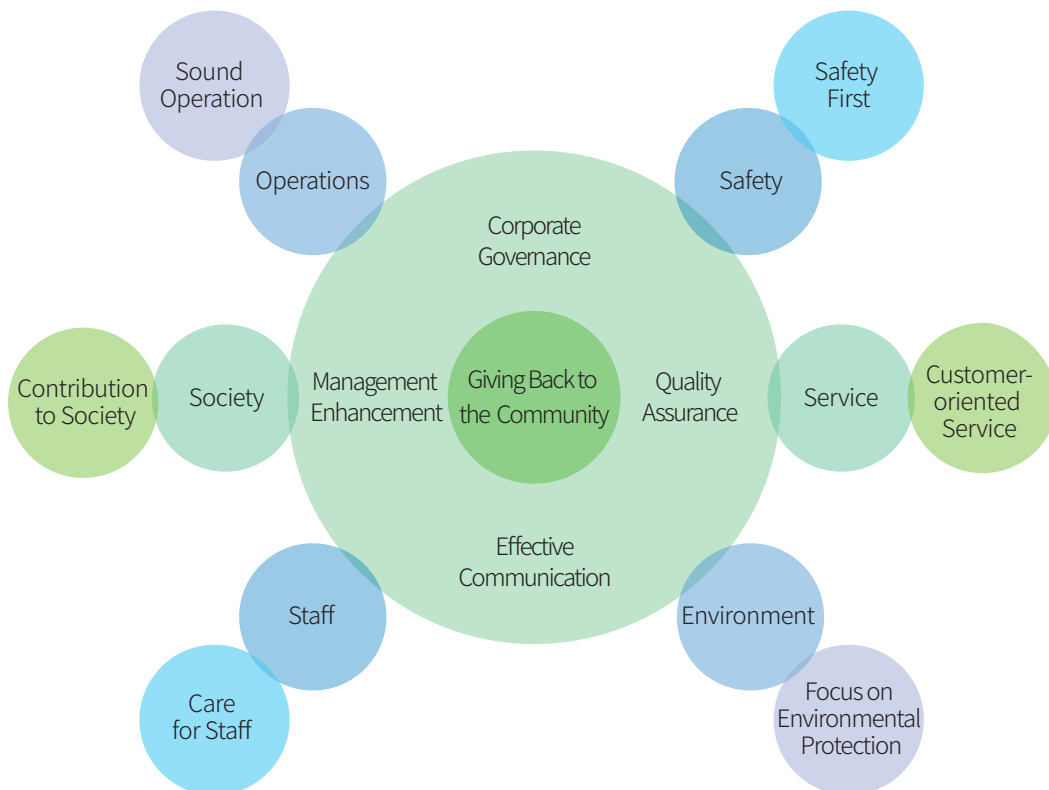 Sound
Operation
Safety
First
Operations
Safety
Corporate
Governance
Contribution
to Society
Society
Management
Enhancement
Giving Back to
the Community
Quality
Assurance
Service
Customer-
oriented
Service
Effective
Communication
Staff
Environment
Care
for Staff
Focus on
Environmental
Protection